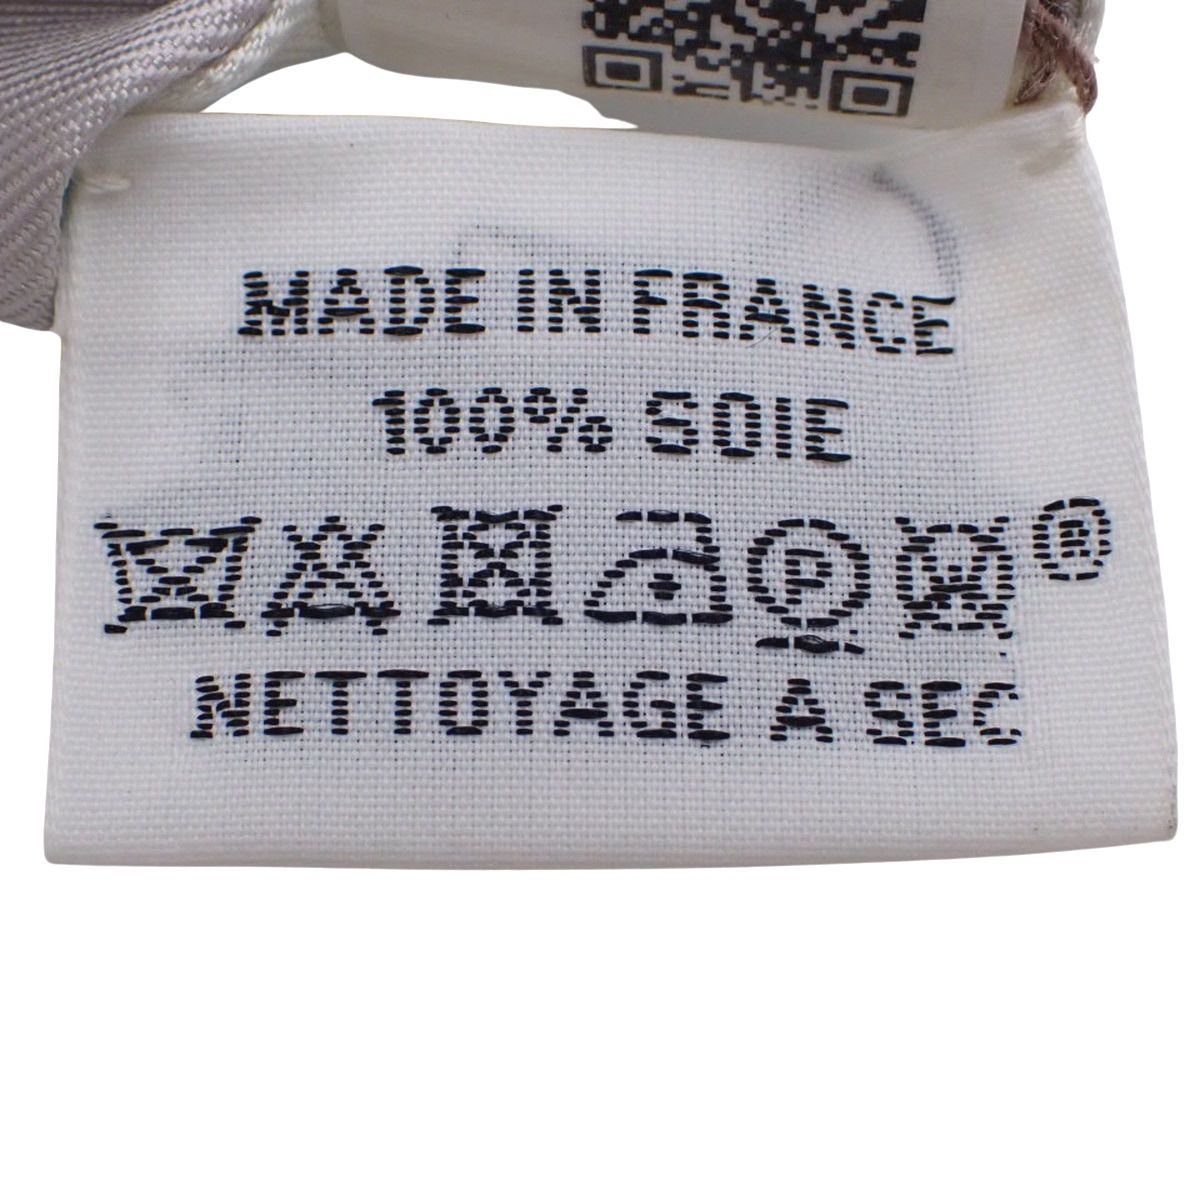 MADE IN FRANCE
100% SOIE
P W ®
NETTOYAGE A SEC